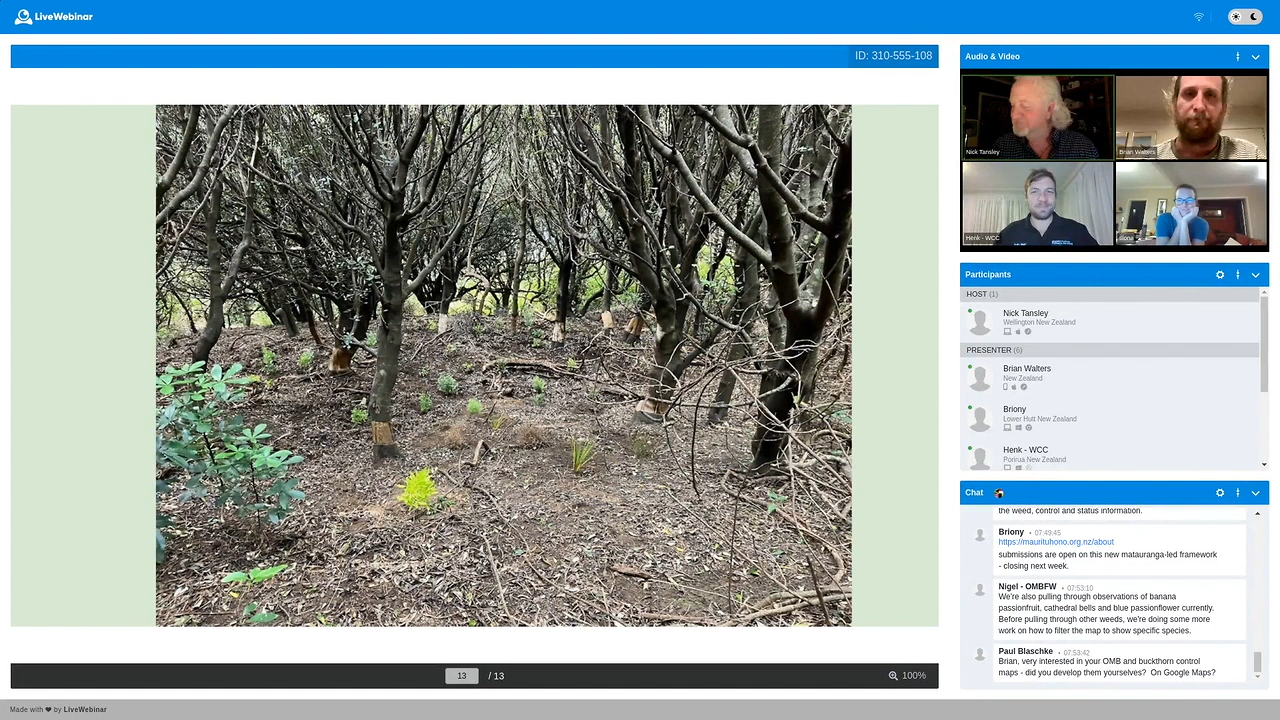 LiveWebinar
ID: 310-555-108
Audio & Video
Nick Tansley
Brian Walters
Henk - WCC
Ilona
Participants
HOST (1)
Nick Tansley
Wellington New Zealand
PRESENTER (6)
Brian Walters
New Zealand
Briony
Lower Hutt New Zealand
Henk - WCC
Porirua New Zealand
Chat
the weed, control and status information.
Briony • 07:49:45
https://maurituhono.org.nz/about
submissions are open on this new matauranga-led framework
- closing next week.
Nigel - OMBFW • 07:53:10
We're also pulling through observations of banana
passionfruit, cathedral bells and blue passionflower currently.
Before pulling through other weeds, we're doing some more
work on how to filter the map to show specific species.
Paul Blaschke • 07:53:42
Brian, very interested in your OMB and buckthorn control
maps - did you develop them yourselves? On Google Maps?
13 / 13
100%
Made with ❤ by LiveWebinar